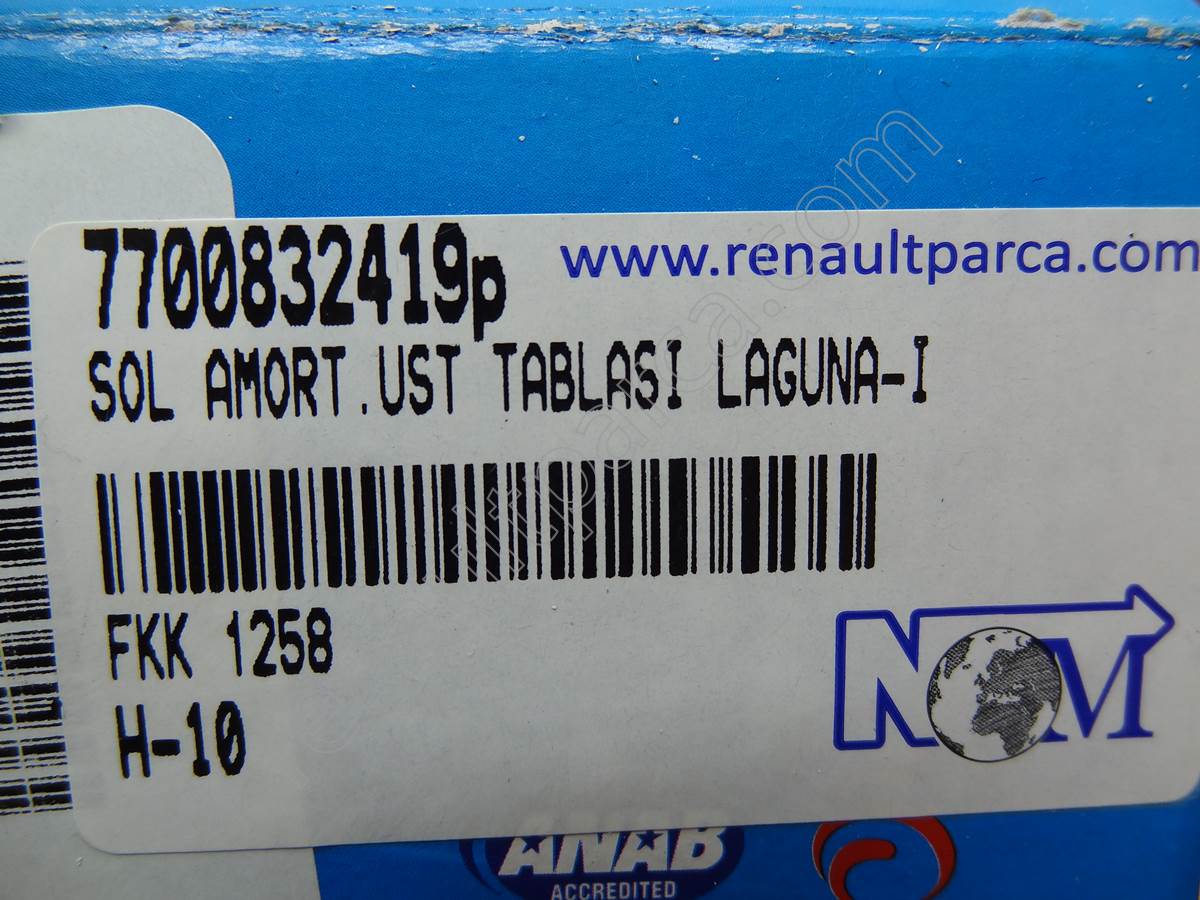 7700832419p
www.renaultparca.com
SOL AMORT.UST TABLASI LAGUNA-I
FKK 1258
H-10
NOM
ANAB
ACCREDITED